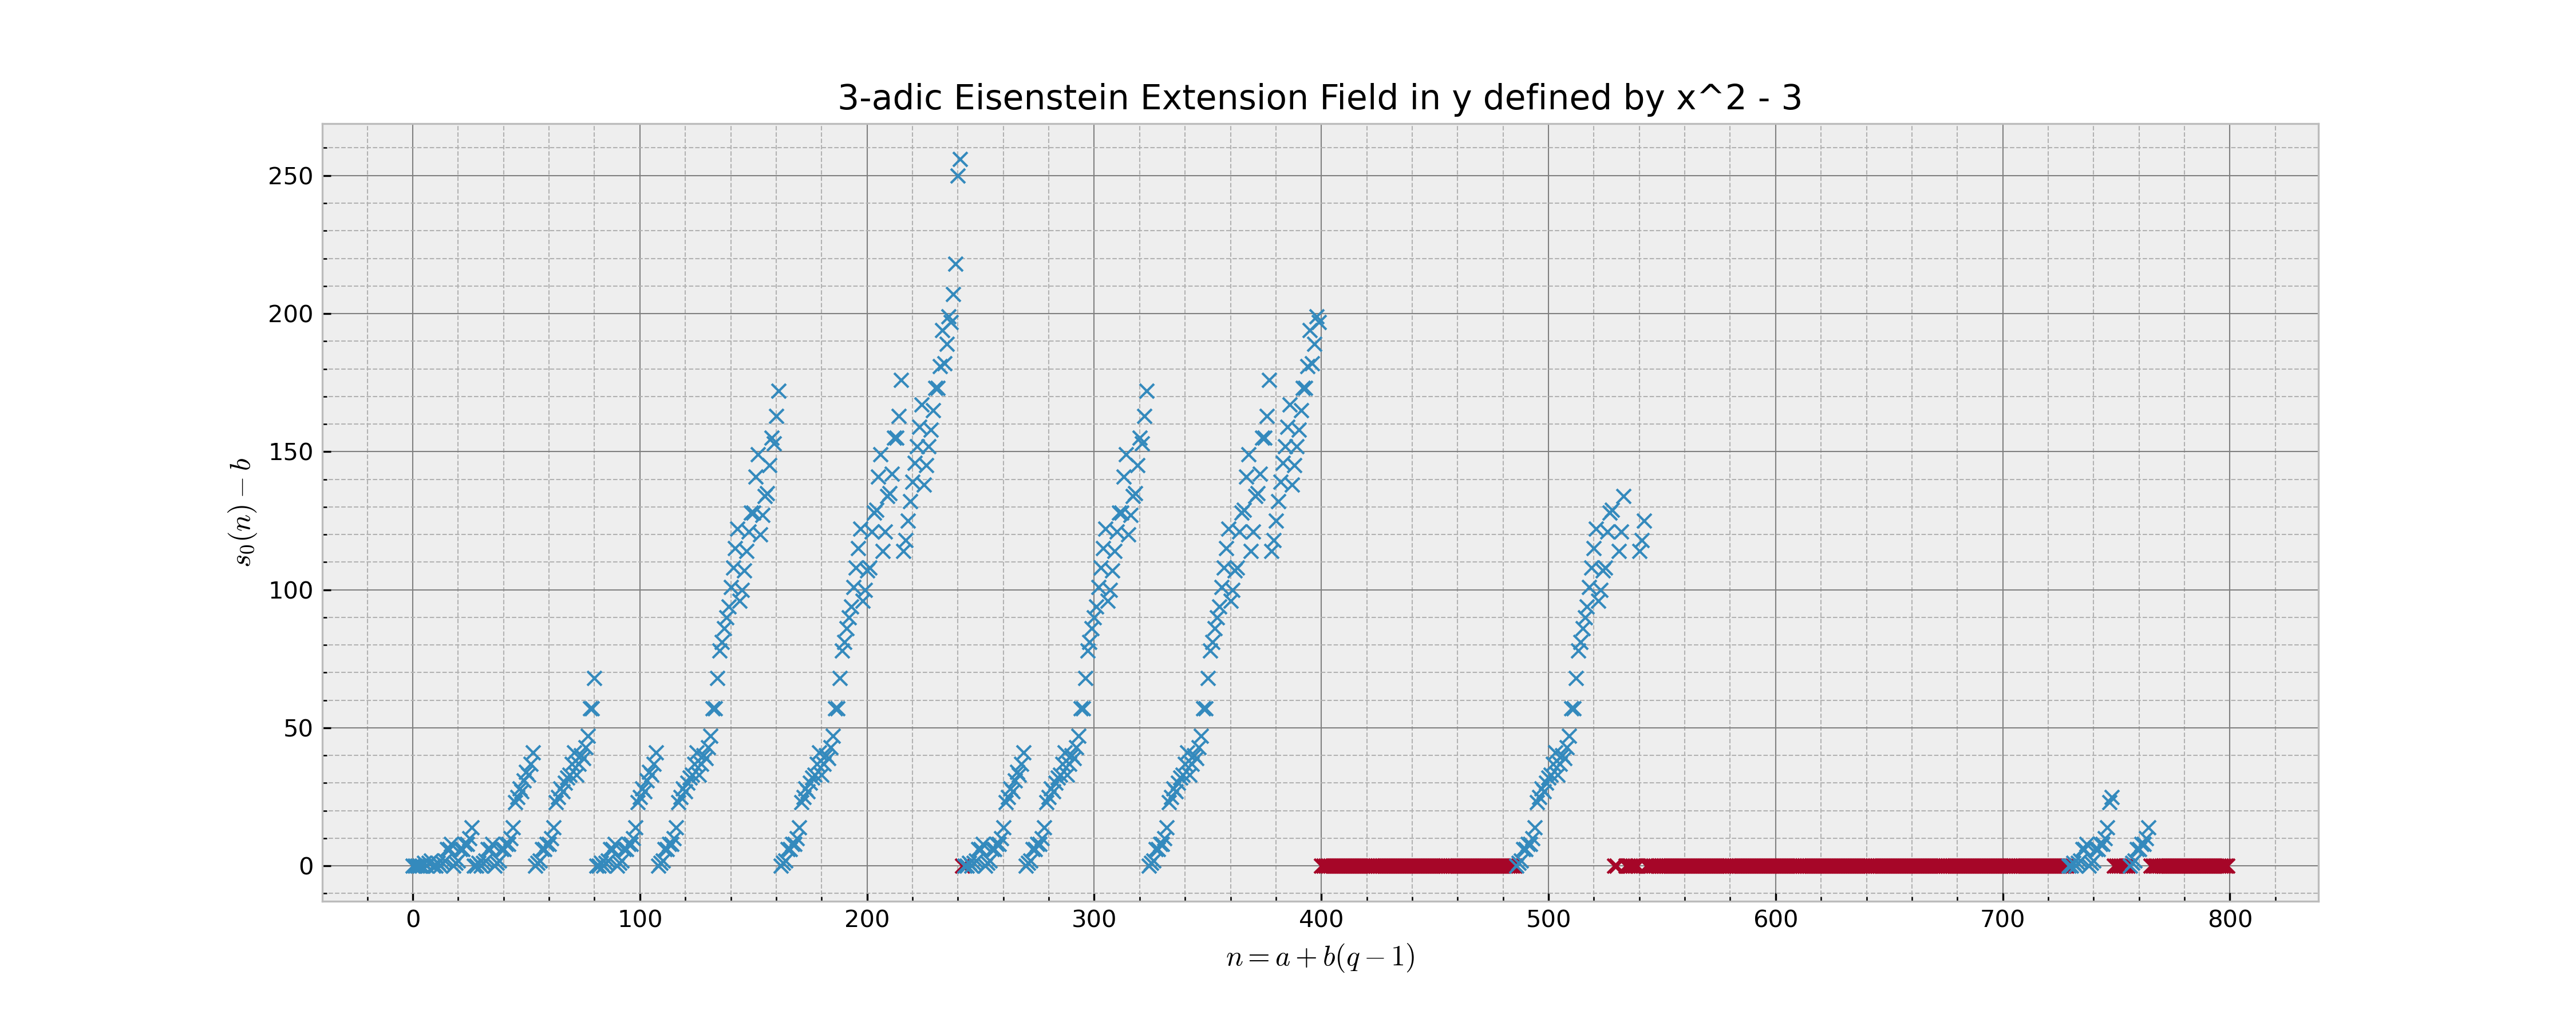 3-adic Eisenstein Extension Field in y defined by x^2 - 3
250
200
150
100
50
0
s₀(n) − b
0 100 200 300 400 500 600 700 800
n = a + b(q − 1)